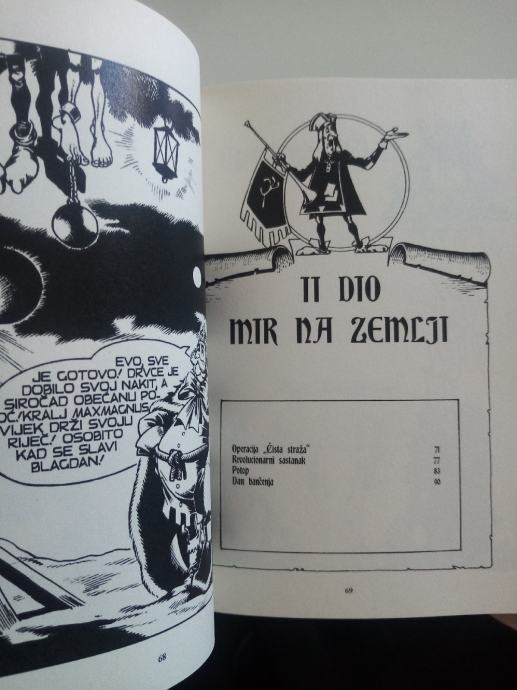 EVO, SVE
JE GOTOVO! DRVCE JE
DOBILO SVOJ NAKIT, A
SIROČAD OBEĆANU PO-
OĆ! KRALJ MAXMAGNUS
VIJEK DRŽI SVOJU
RIJEČ! OSOBITO
KAD SE SLAVI
BLAGDAN!
68
II DIO
MIR NA ZEMLJI
Operacija „Čista straža" 71
Revolucionarni sastanak 77
Potop 83
Dan bančenja 90
69